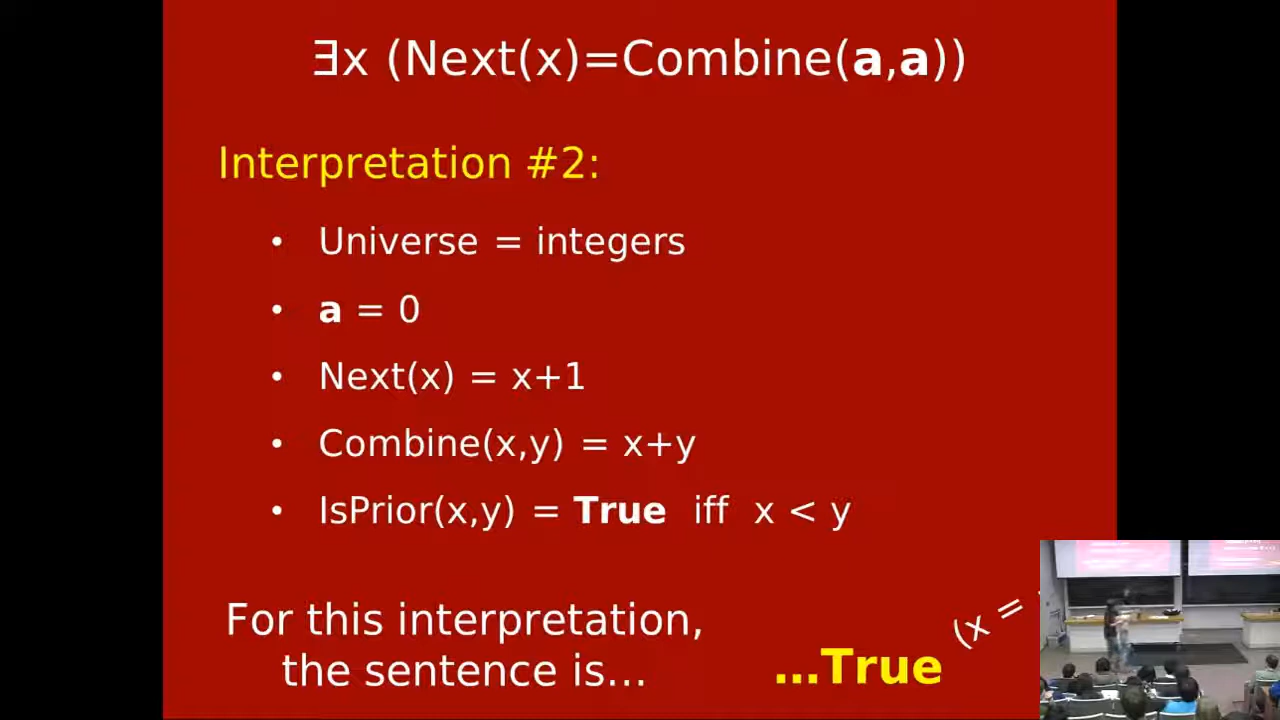 ∃x (Next(x)=Combine(a,a))
Interpretation #2:
• Universe = integers
• a = 0
• Next(x) = x+1
• Combine(x,y) = x+y
• IsPrior(x,y) = True iff x < y
For this interpretation,
the sentence is...
...True
(x =